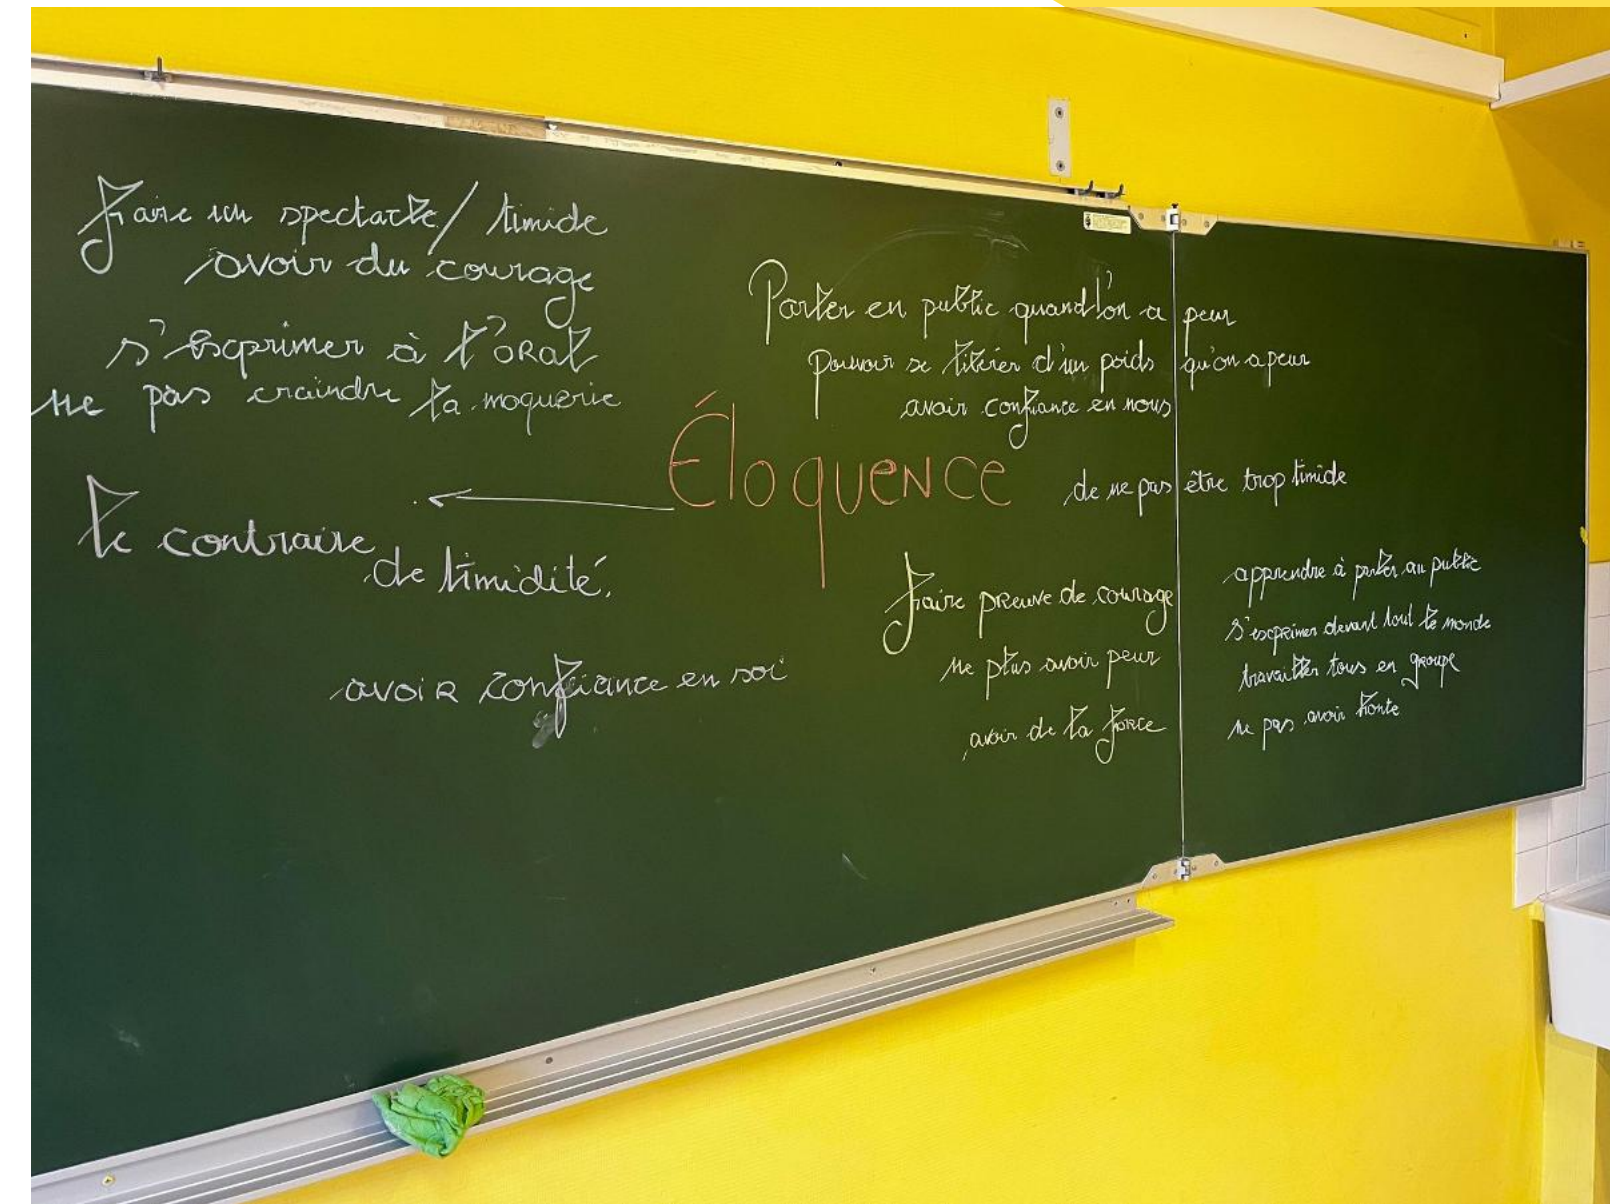 Faire un spectacle / timide
avoir du courage
s'exprimer à l'oral
ne pas craindre la moquerie
Le contraire
de timidité.
avoir confiance en soi
Éloquence
Parler en public quand l'on a peur
Pouvoir se libérer d'un poids qu'on a peur
avoir confiance en nous
de ne pas être trop timide
Faire preuve de courage
ne plus avoir peur
avoir de la force
apprendre à parler au public
s'exprimer devant tout le monde
travailler tous en groupe
ne pas avoir honte